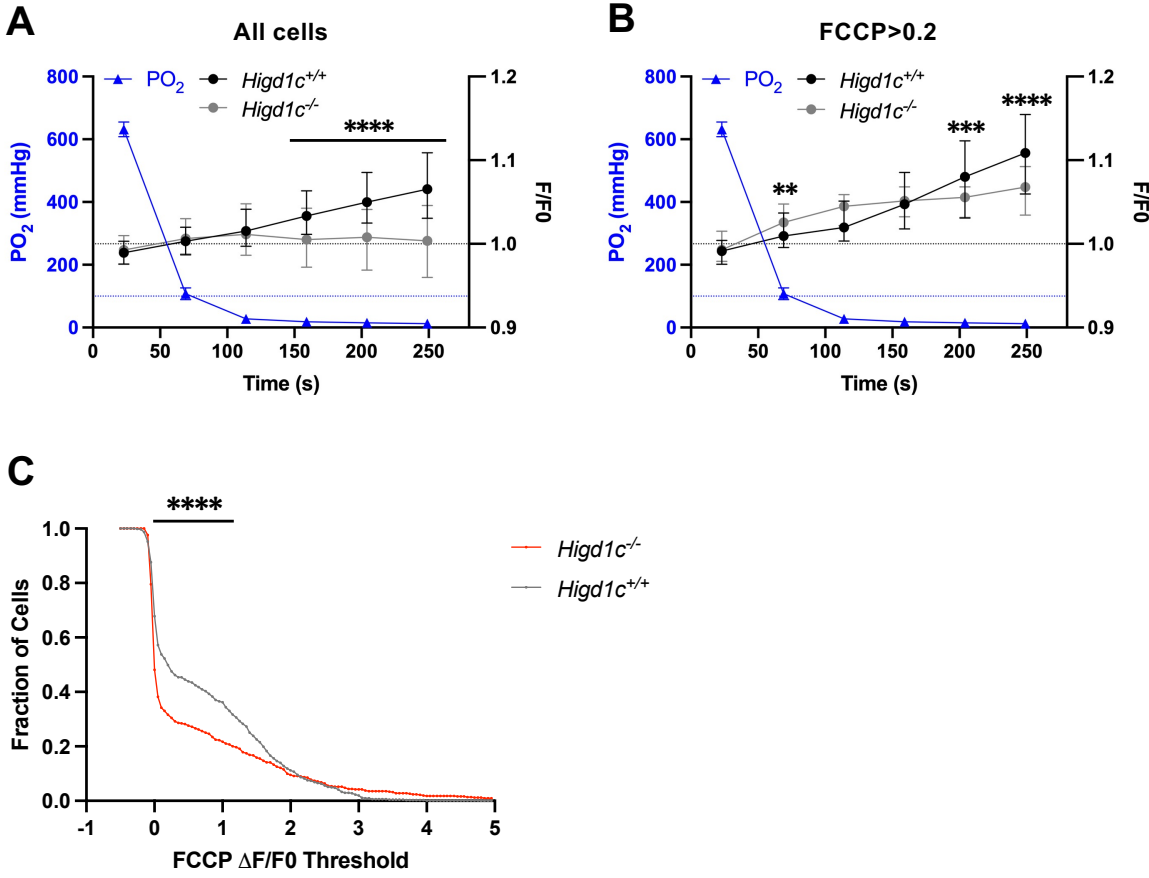 A
All cells
PO2
Higd1c+/+
Higd1c-/-
****
800
600
400
200
0
PO2 (mmHg)
1.2
1.1
1.0
0.9
F/F0
0 50 100 150 200 250
Time (s)
B
FCCP>0.2
PO2
Higd1c+/+
Higd1c-/-
**
***
****
800
600
400
200
0
PO2 (mmHg)
1.2
1.1
1.0
0.9
F/F0
0 50 100 150 200 250
Time (s)
C
****
1.0
0.8
0.6
0.4
0.2
0.0
Fraction of Cells
-1 0 1 2 3 4 5
FCCP ΔF/F0 Threshold
Higd1c-/-
Higd1c+/+